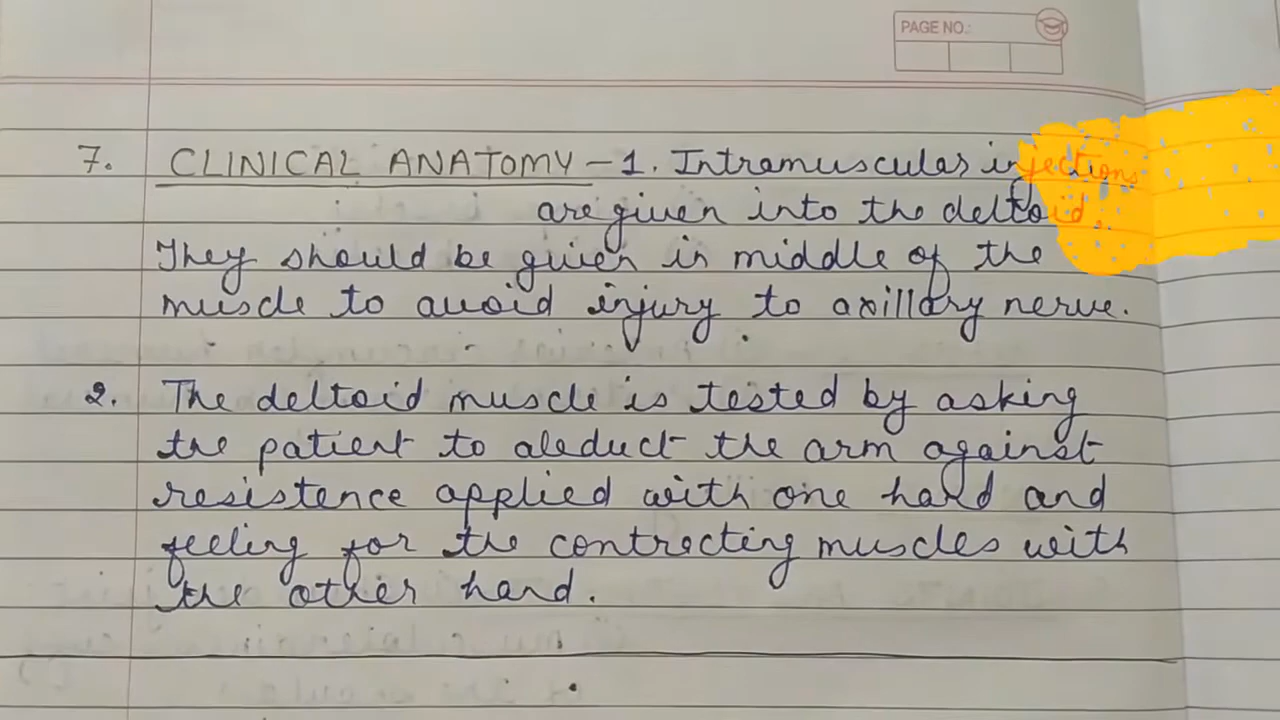 PAGE NO.:
7. CLINICAL ANATOMY - 1. Intramuscular injections
are given into the deltoid.
They should be given in middle of the
muscle to avoid injury to axillary nerve.
2. The deltoid muscle is tested by asking
the patient to abduct the arm against
resistence applied with one hand and
feeling for the contracting muscles with
the other hand.